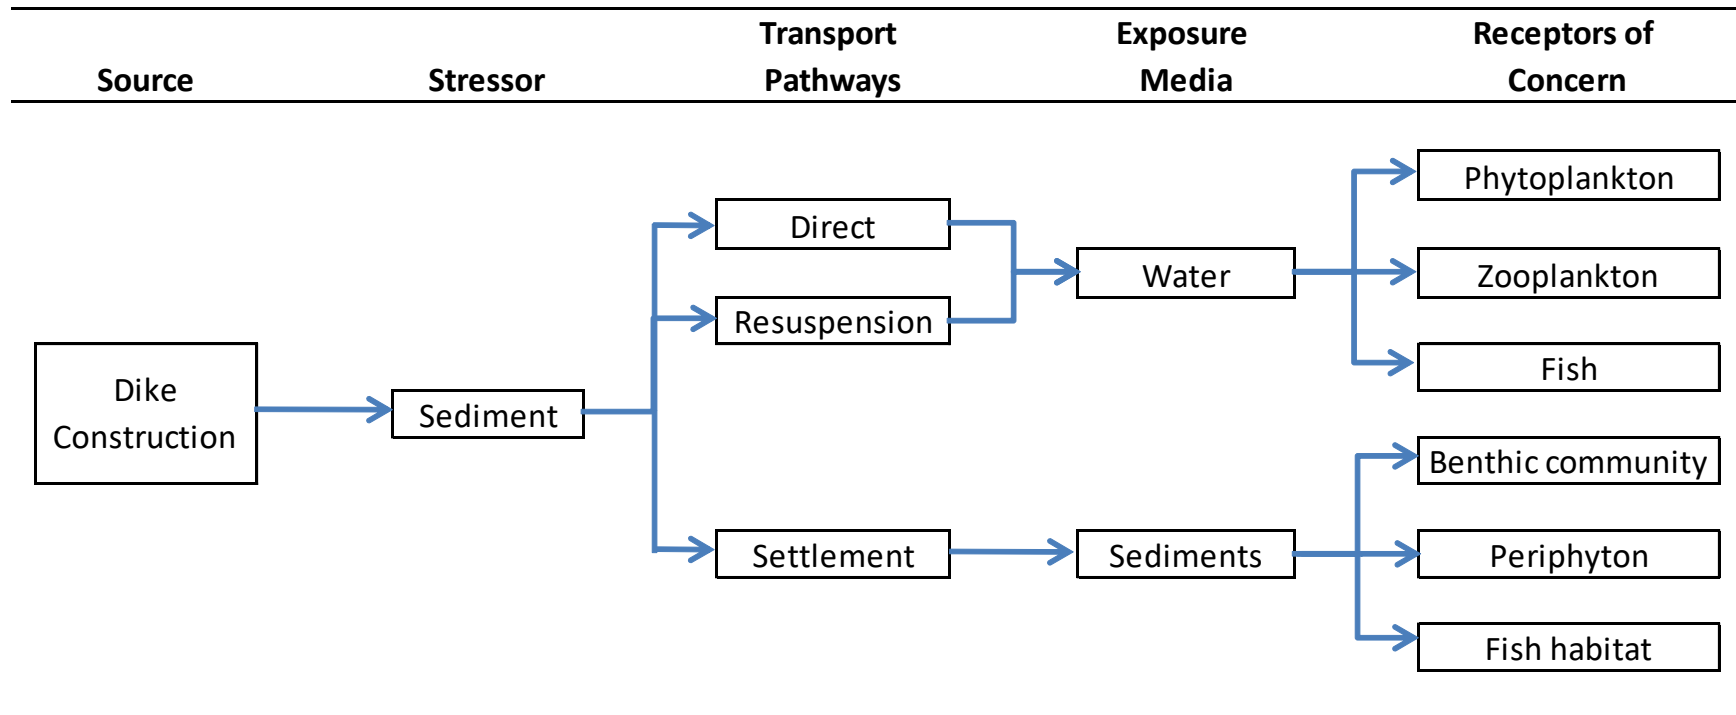 Source
Stressor
Transport
Pathways
Exposure
Media
Receptors of
Concern
Dike
Construction
Sediment
Direct
Resuspension
Settlement
Water
Sediments
Phytoplankton
Zooplankton
Fish
Benthic community
Periphyton
Fish habitat